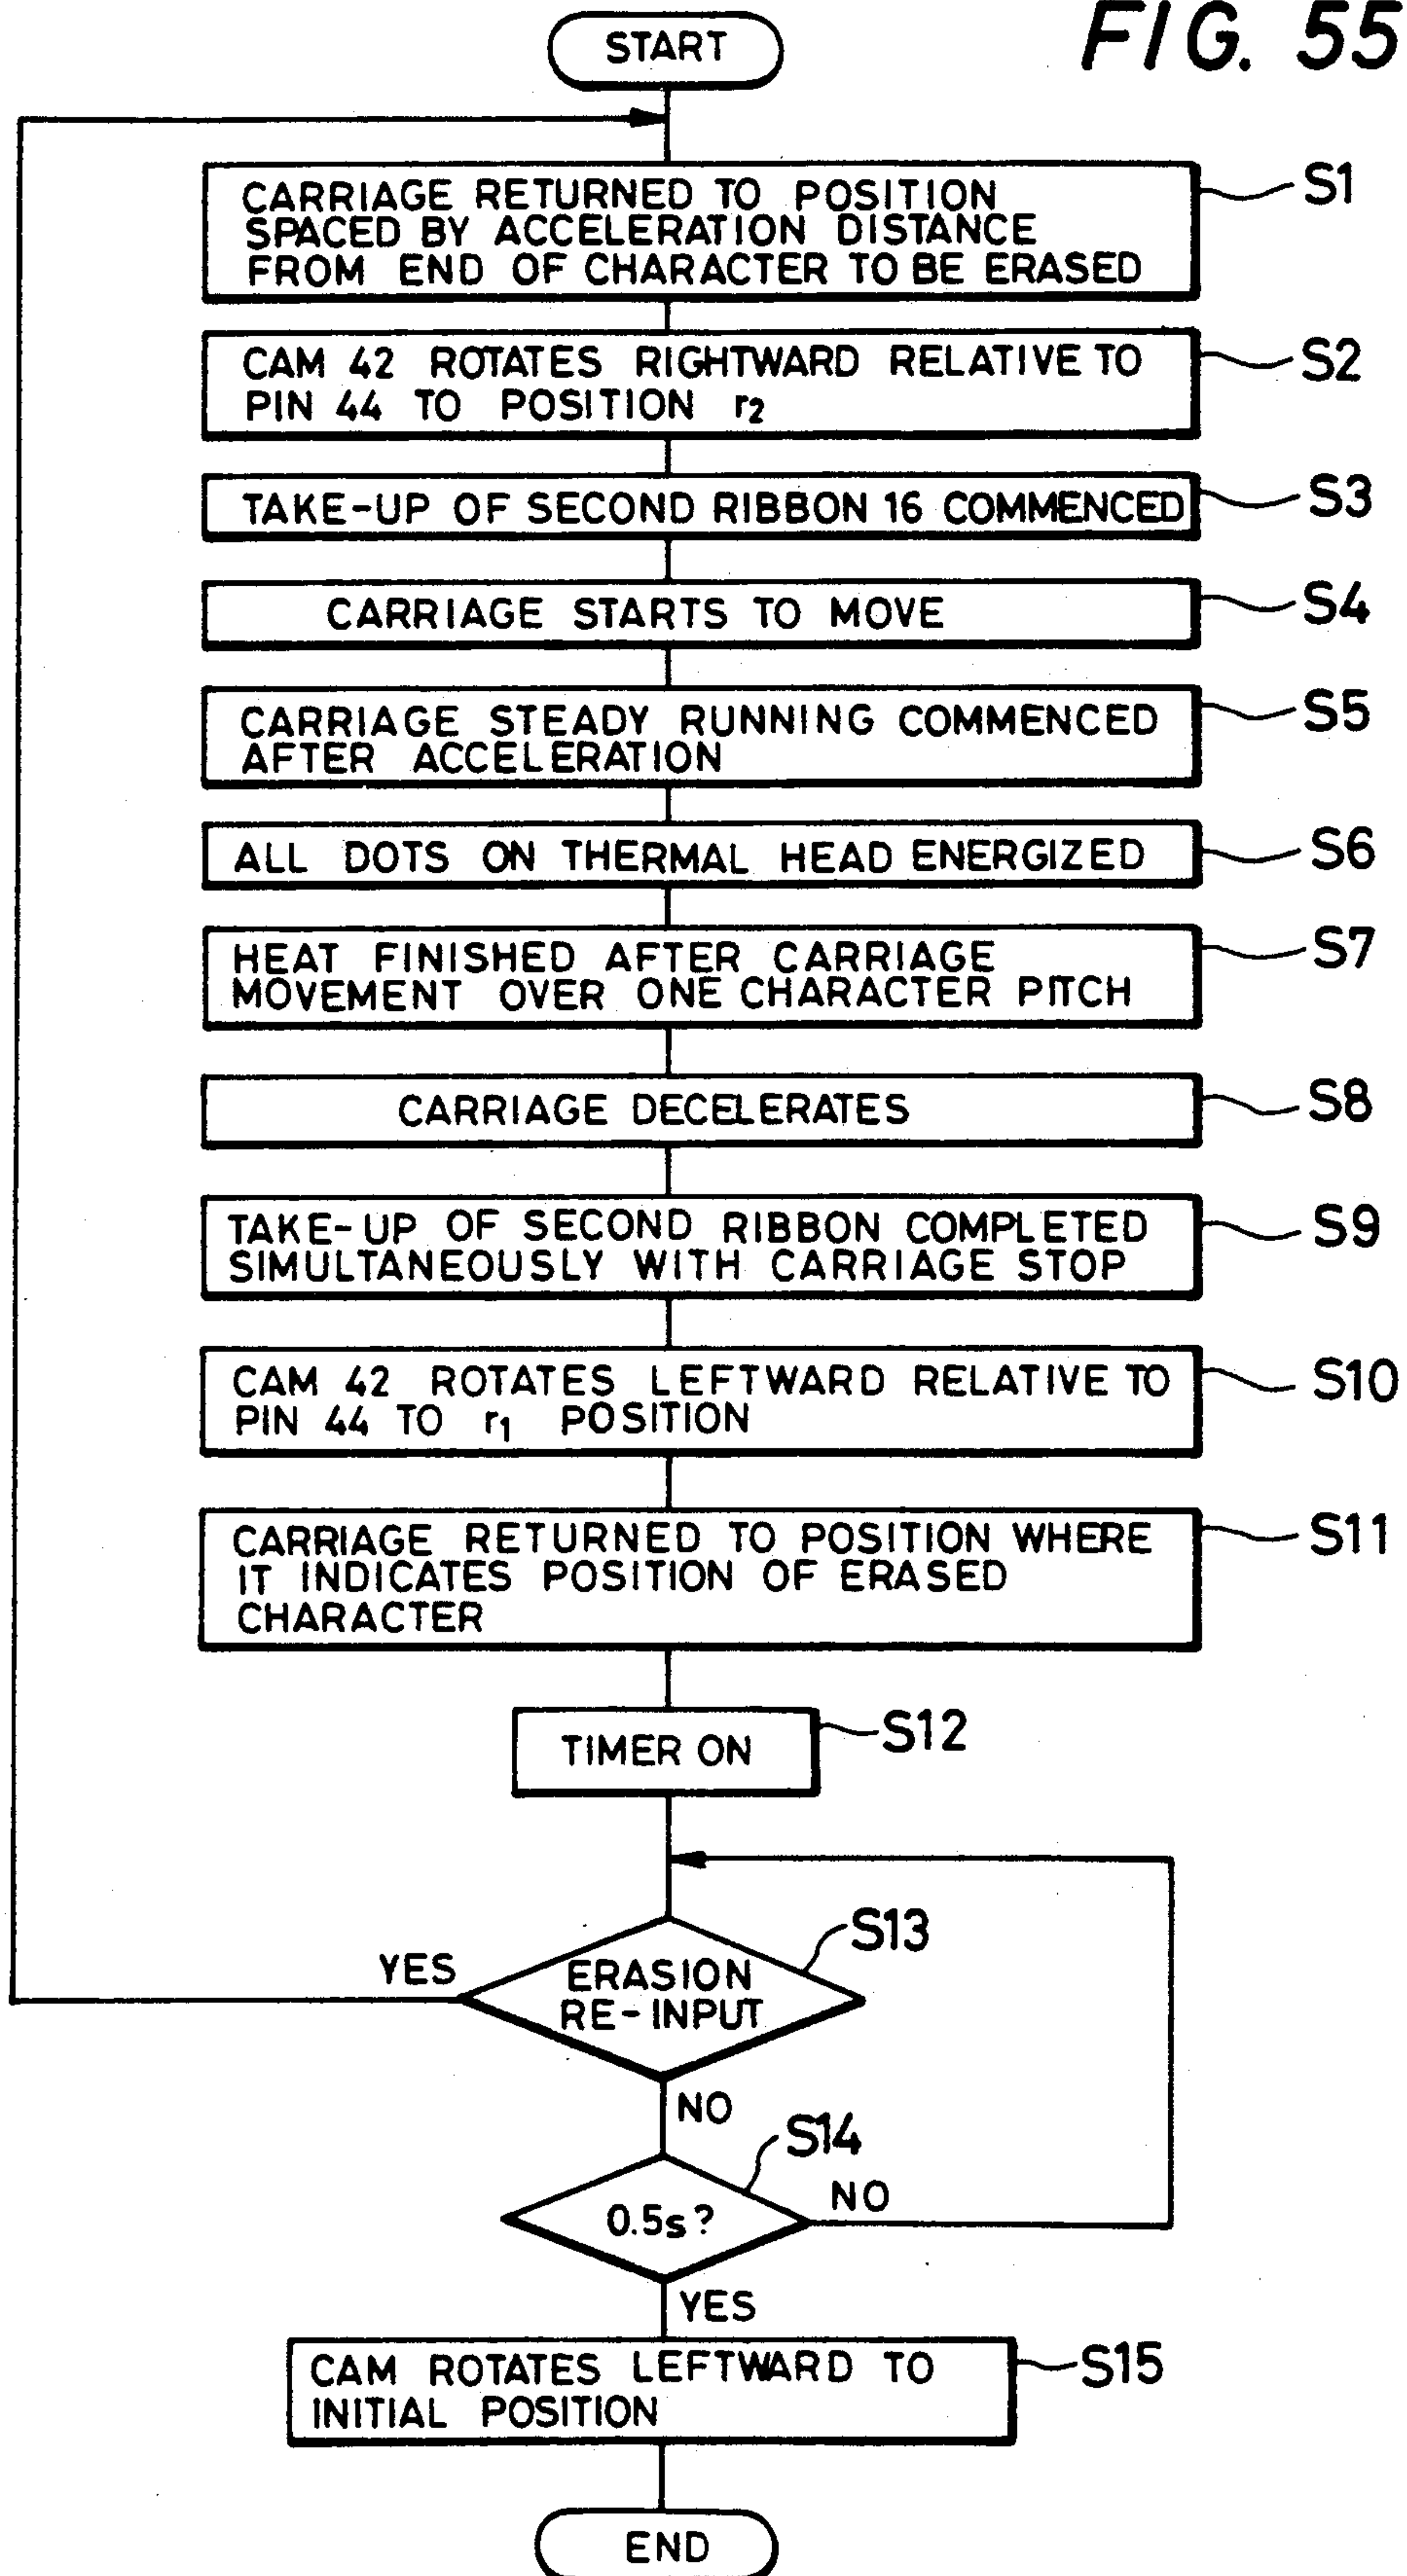 FIG. 55
START
CARRIAGE RETURNED TO POSITION
SPACED BY ACCELERATION DISTANCE
FROM END OF CHARACTER TO BE ERASED
S1
CAM 42 ROTATES RIGHTWARD RELATIVE TO
PIN 44 TO POSITION r2
S2
TAKE-UP OF SECOND RIBBON 16 COMMENCED
S3
CARRIAGE STARTS TO MOVE
S4
CARRIAGE STEADY RUNNING COMMENCED
AFTER ACCELERATION
S5
ALL DOTS ON THERMAL HEAD ENERGIZED
S6
HEAT FINISHED AFTER CARRIAGE
MOVEMENT OVER ONE CHARACTER PITCH
S7
CARRIAGE DECELERATES
S8
TAKE-UP OF SECOND RIBBON COMPLETED
SIMULTANEOUSLY WITH CARRIAGE STOP
S9
CAM 42 ROTATES LEFTWARD RELATIVE TO
PIN 44 TO r1 POSITION
S10
CARRIAGE RETURNED TO POSITION WHERE
IT INDICATES POSITION OF ERASED
CHARACTER
S11
TIMER ON
S12
ERASION
RE-INPUT
S13
YES
NO
0.5s?
S14
NO
YES
CAM ROTATES LEFTWARD TO
INITIAL POSITION
S15
END